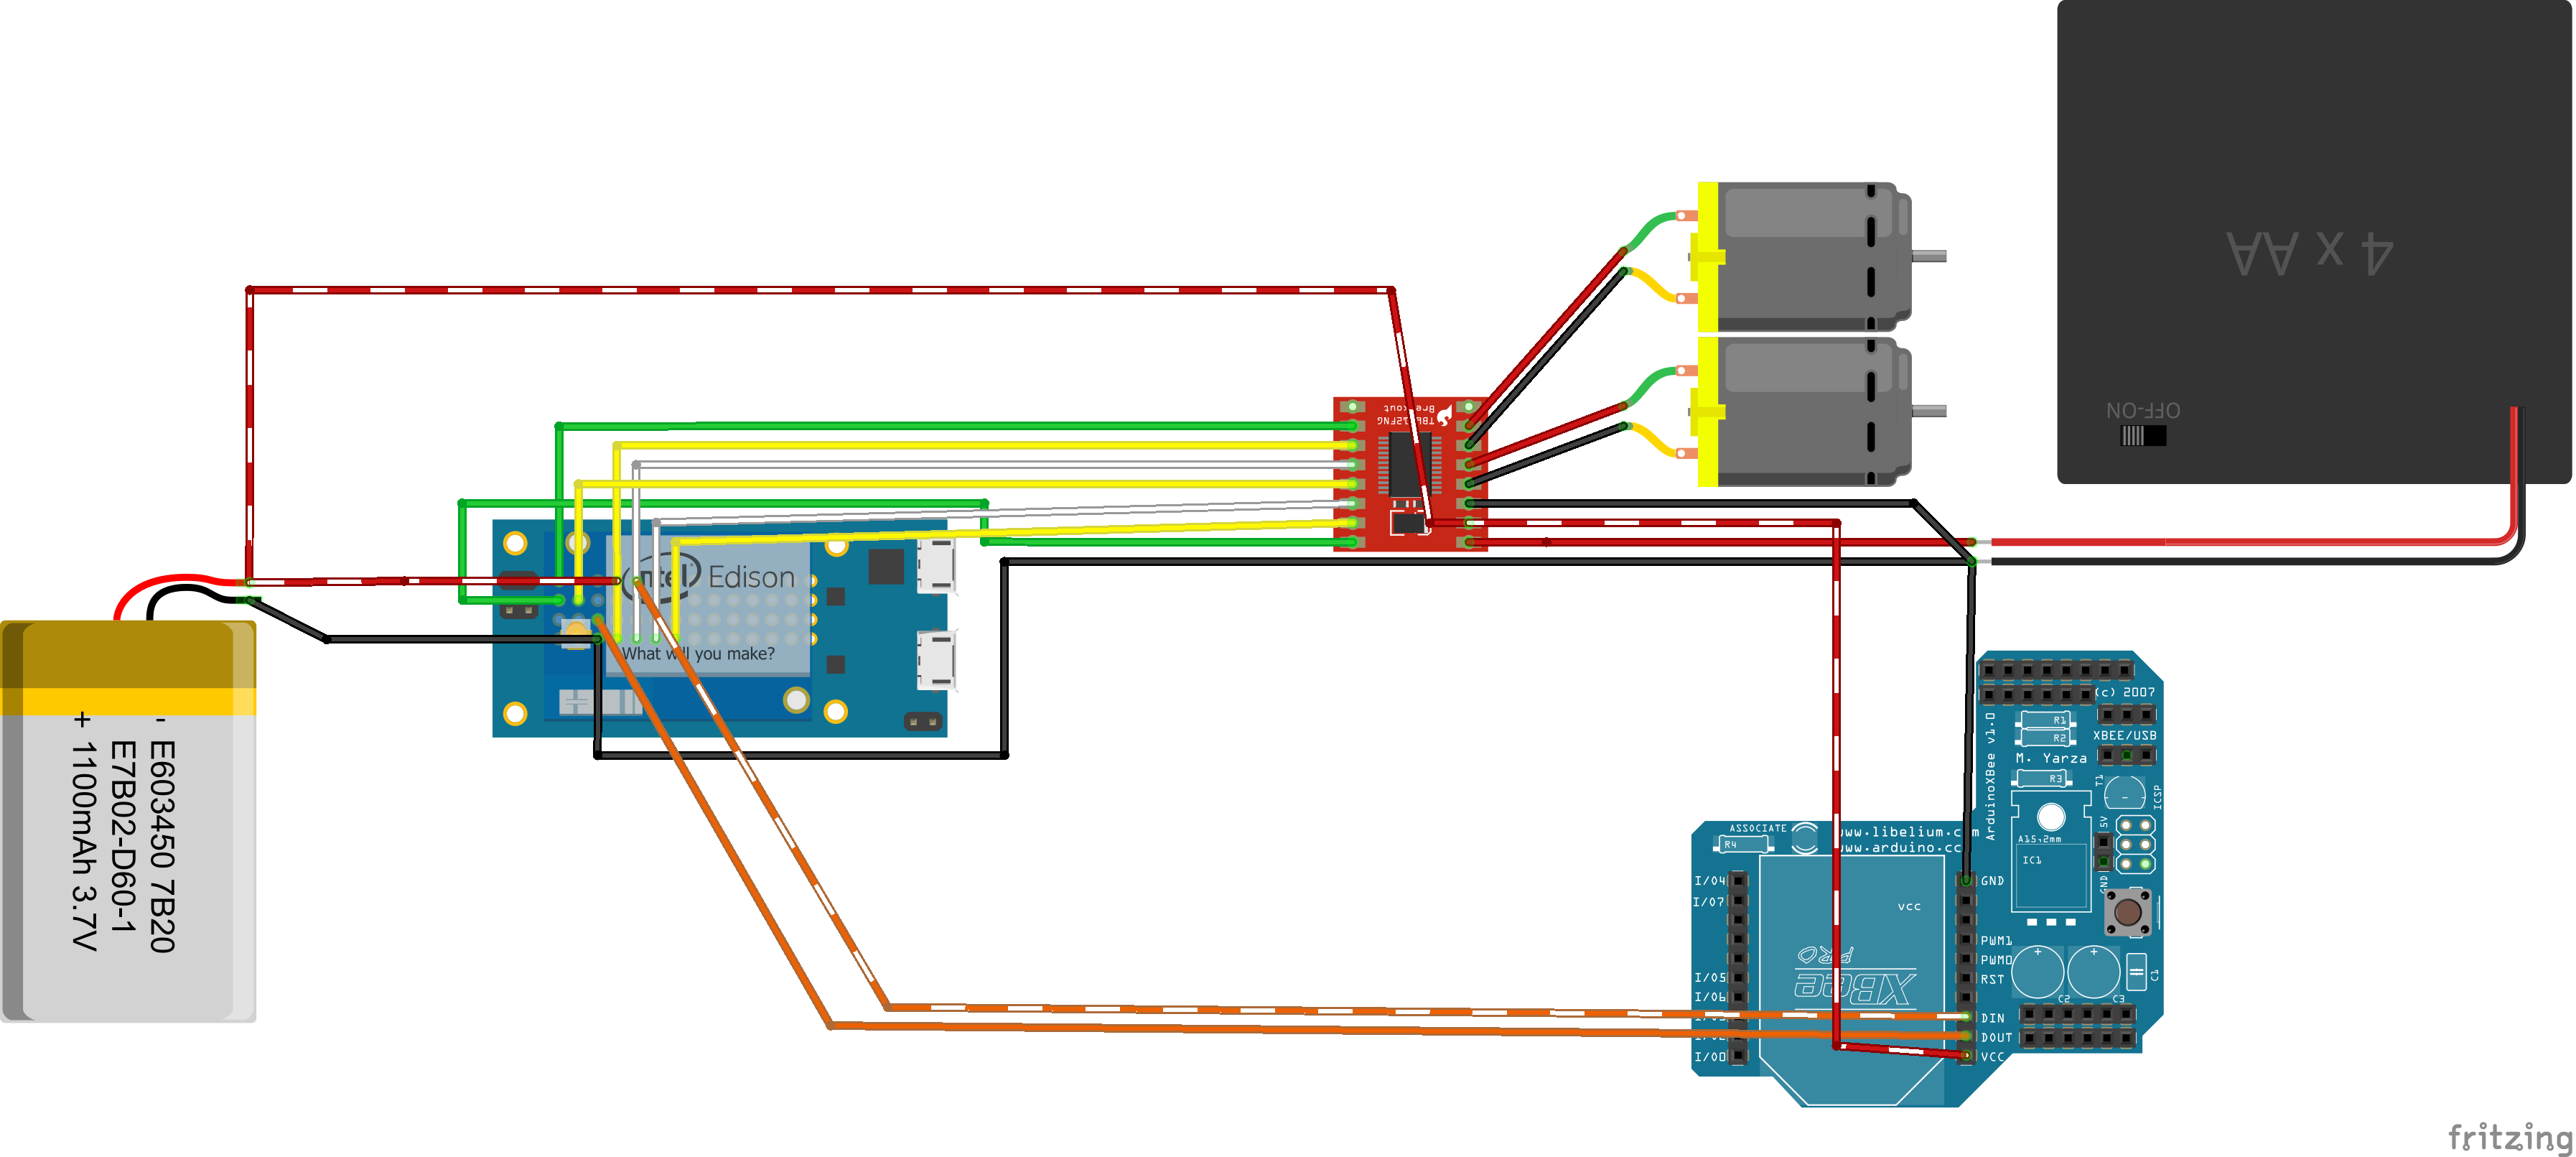 4 X AA
OFF-ON
Breakout
intel Edison
What will you make?
- E603450 7B20
E7B02-D60-1
+ 1100mAh 3.7V
(c) 2007
R1
R2
XBEE/USB
M. Yarza
R3
T1
ICSP
ArduinoXBee v1.0
A15,2mm
5V
IC1
GND
ASSOCIATE
R4
www.libelium.com
www.arduino.cc
I/O4
I/O7
I/O5
I/O6
I/O0
vcc
XBee
PRO
GND
PWM1
PWM0
RST
DIN
DOUT
VCC
C1
C2
C3
fritzing